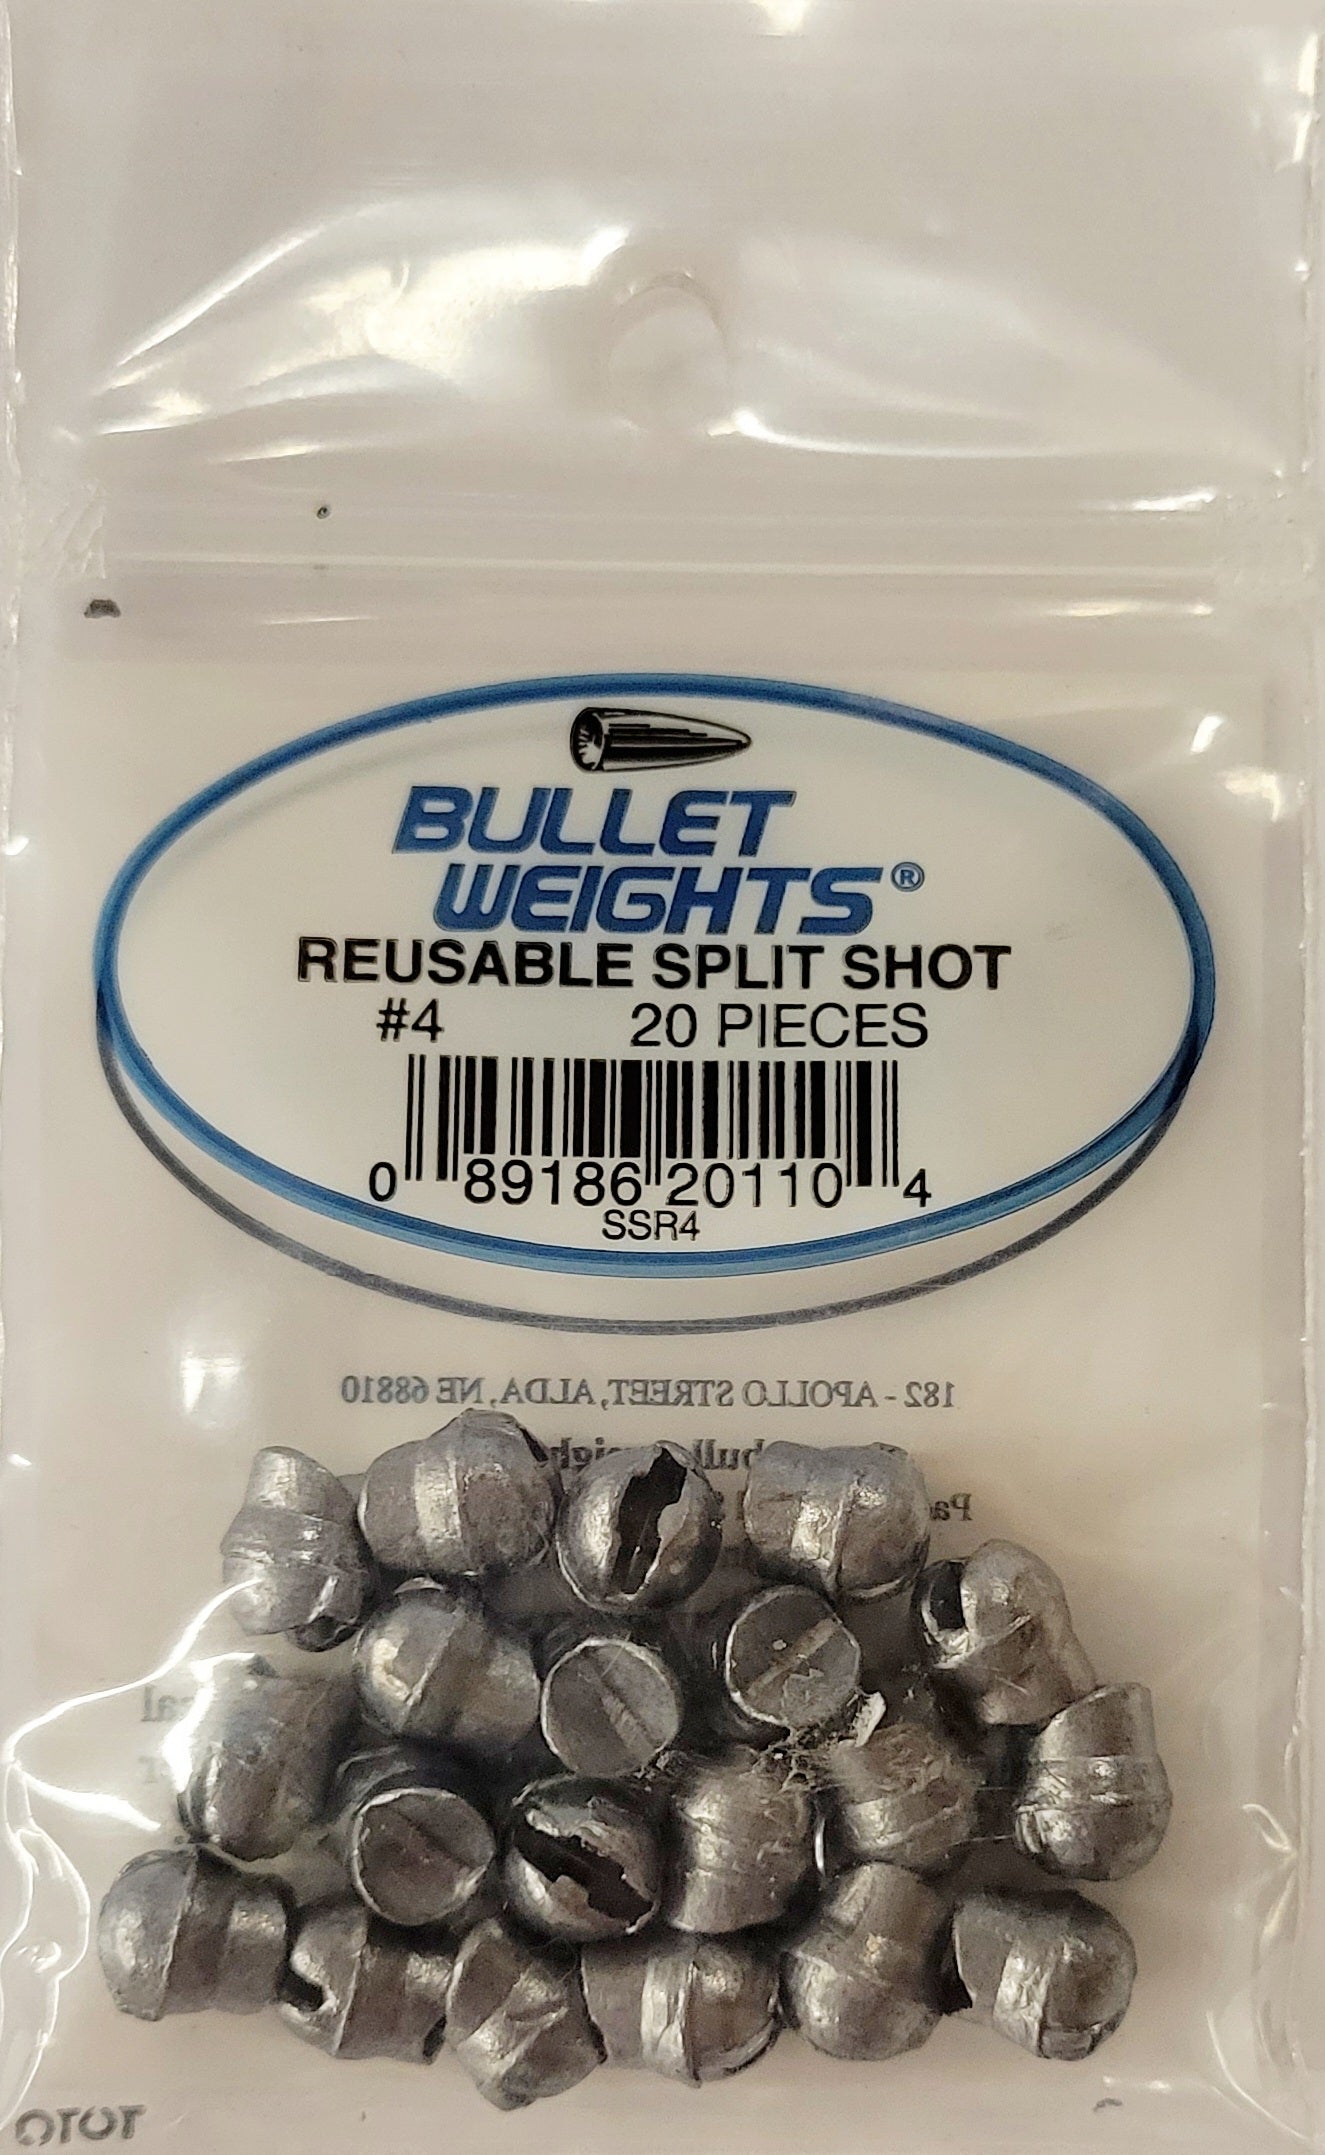 BULLET
WEIGHTS®
REUSABLE SPLIT SHOT
#4 20 PIECES
0 89186 20110 4
SSR4
182 - APOLLO STREET, ALDA, NE 68810